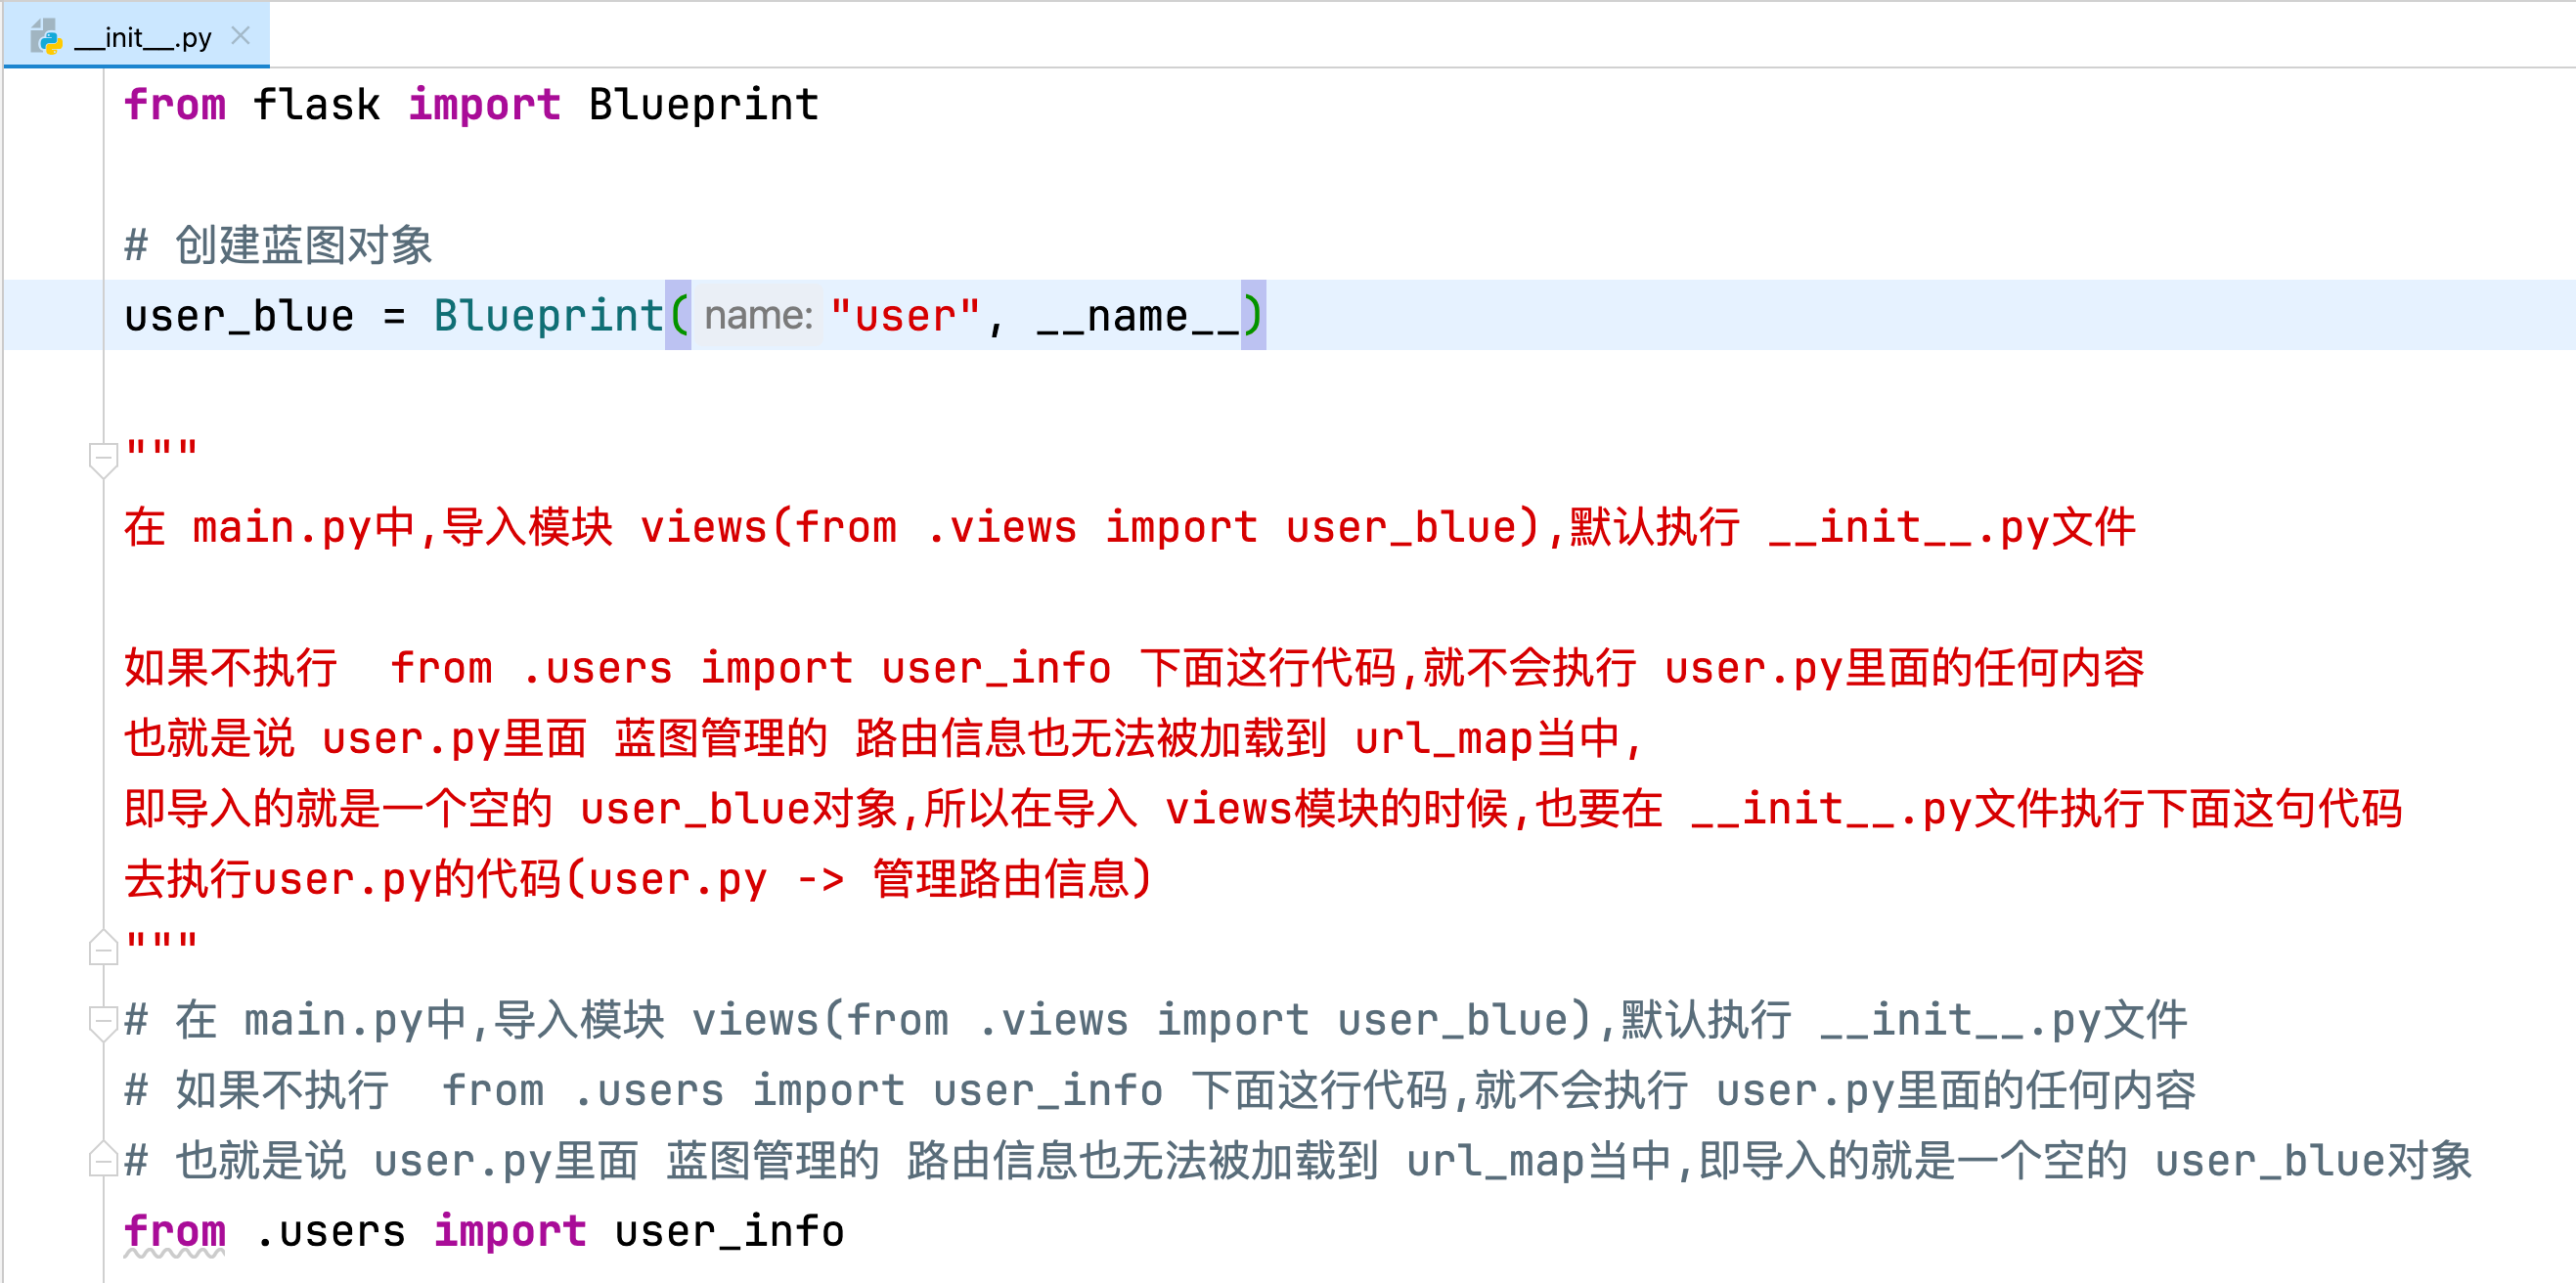 __init__.py
from flask import Blueprint
# 创建蓝图对象
user_blue = Blueprint(name: "user", __name__)
"""
在 main.py中,导入模块 views(from .views import user_blue),默认执行 __init__.py文件
如果不执行  from .users import user_info 下面这行代码,就不会执行 user.py里面的任何内容
也就是说 user.py里面 蓝图管理的 路由信息也无法被加载到 url_map当中,
即导入的就是一个空的 user_blue对象,所以在导入 views模块的时候,也要在 __init__.py文件执行下面这句代码
去执行user.py的代码(user.py -> 管理路由信息)
"""
# 在 main.py中,导入模块 views(from .views import user_blue),默认执行 __init__.py文件
# 如果不执行  from .users import user_info 下面这行代码,就不会执行 user.py里面的任何内容
# 也就是说 user.py里面 蓝图管理的 路由信息也无法被加载到 url_map当中,即导入的就是一个空的 user_blue对象
from .users import user_info